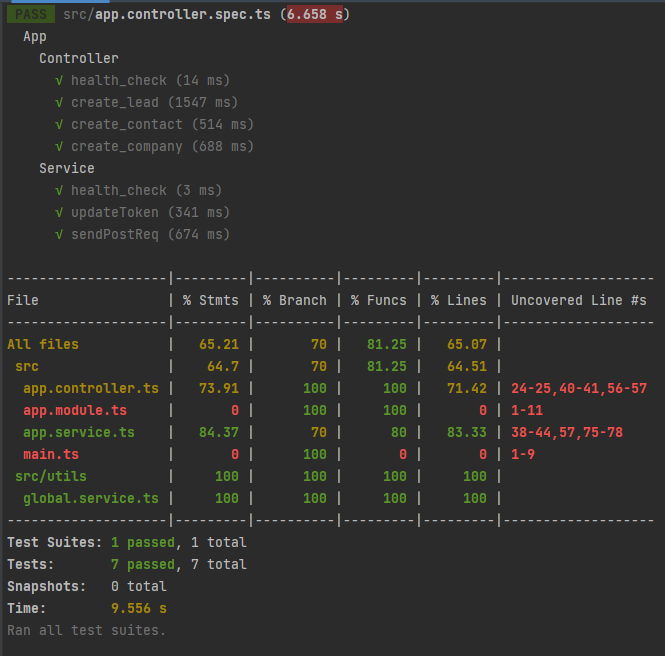 PASS src/app.controller.spec.ts (6.658 s)
App
Controller
√ health_check (14 ms)
√ create_lead (1547 ms)
√ create_contact (514 ms)
√ create_company (688 ms)
Service
√ health_check (3 ms)
√ updateToken (341 ms)
√ sendPostReq (674 ms)
--------------------|---------|----------|---------|---------|-------------------
File                | % Stmts | % Branch | % Funcs | % Lines | Uncovered Line #s
--------------------|---------|----------|---------|---------|-------------------
All files           |   65.21 |       70 |   81.25 |   65.07 |
 src                |    64.7 |       70 |   81.25 |   64.51 |
  app.controller.ts |   73.91 |      100 |     100 |   71.42 | 24-25,40-41,56-57
  app.module.ts     |       0 |      100 |     100 |       0 | 1-11
  app.service.ts    |   84.37 |       70 |      80 |   83.33 | 38-44,57,75-78
  main.ts           |       0 |      100 |       0 |       0 | 1-9
 src/utils          |     100 |      100 |     100 |     100 |
  global.service.ts |     100 |      100 |     100 |     100 |
--------------------|---------|----------|---------|---------|-------------------
Test Suites: 1 passed, 1 total
Tests:       7 passed, 7 total
Snapshots:   0 total
Time:        9.556 s
Ran all test suites.